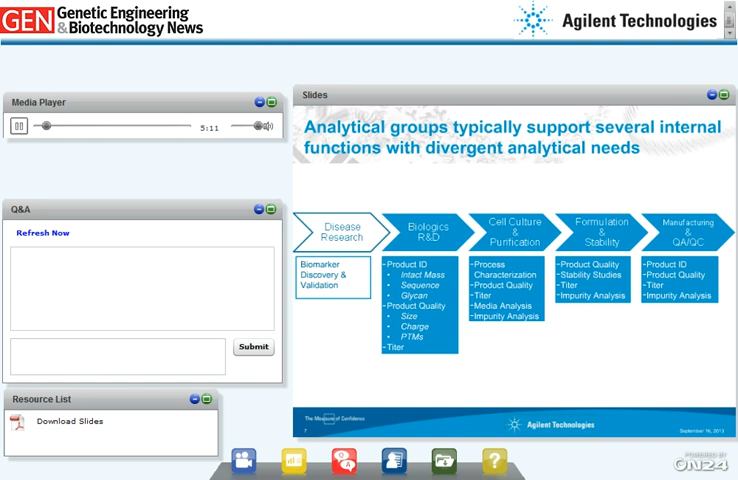 GEN Genetic Engineering
& Biotechnology News
Agilent Technologies
Media Player
5:11
Q&A
Refresh Now
Submit
Resource List
Download Slides
Slides
Analytical groups typically support several internal
functions with divergent analytical needs
Disease
Research
Biomarker
Discovery &
Validation
Biologics
R&D
-Product ID
• Intact Mass
• Sequence
• Glycan
-Product Quality
• Size
• Charge
• PTMs
-Titer
Cell Culture
&
Purification
-Process
Characterization
-Product Quality
-Titer
-Media Analysis
-Impurity Analysis
Formulation
&
Stability
-Product Quality
-Stability Studies
-Titer
-Impurity Analysis
Manufacturing
&
QA/QC
-Product ID
-Product Quality
-Titer
-Impurity Analysis
The Measure of Confidence
7
Agilent Technologies
September 16, 2013
Q
A
?
POWERED BY
ON24